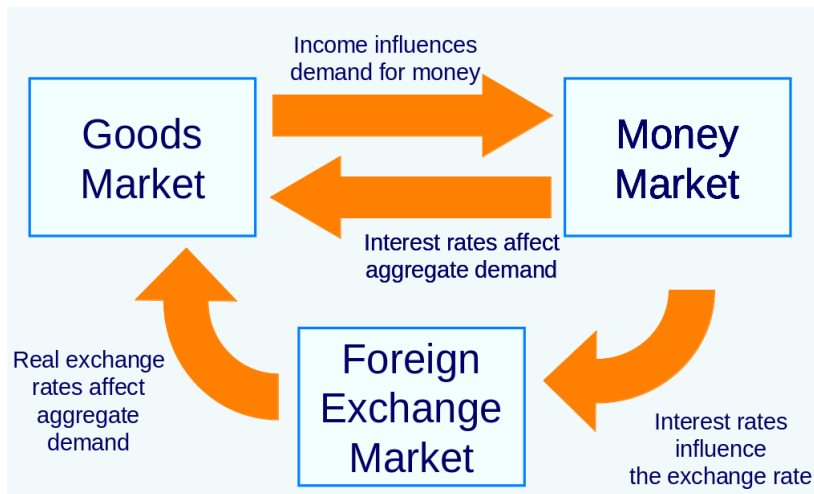 Income influences
demand for money
Goods
Market
Money
Market
Interest rates affect
aggregate demand
Foreign
Exchange
Market
Real exchange
rates affect
aggregate
demand
Interest rates
influence
the exchange rate